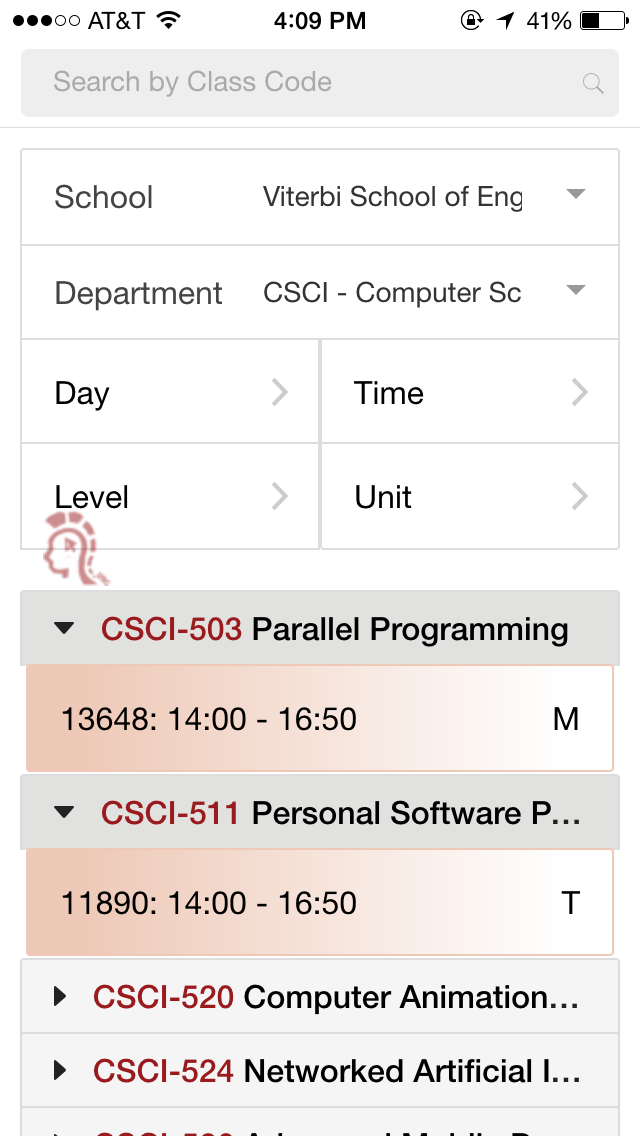 AT&T 4:09 PM 41%
Search by Class Code
School Viterbi School of Eng
Department CSCI - Computer Sc
Day Time
Level Unit
CSCI-503 Parallel Programming
13648: 14:00 - 16:50 M
CSCI-511 Personal Software P...
11890: 14:00 - 16:50 T
CSCI-520 Computer Animation...
CSCI-524 Networked Artificial I...